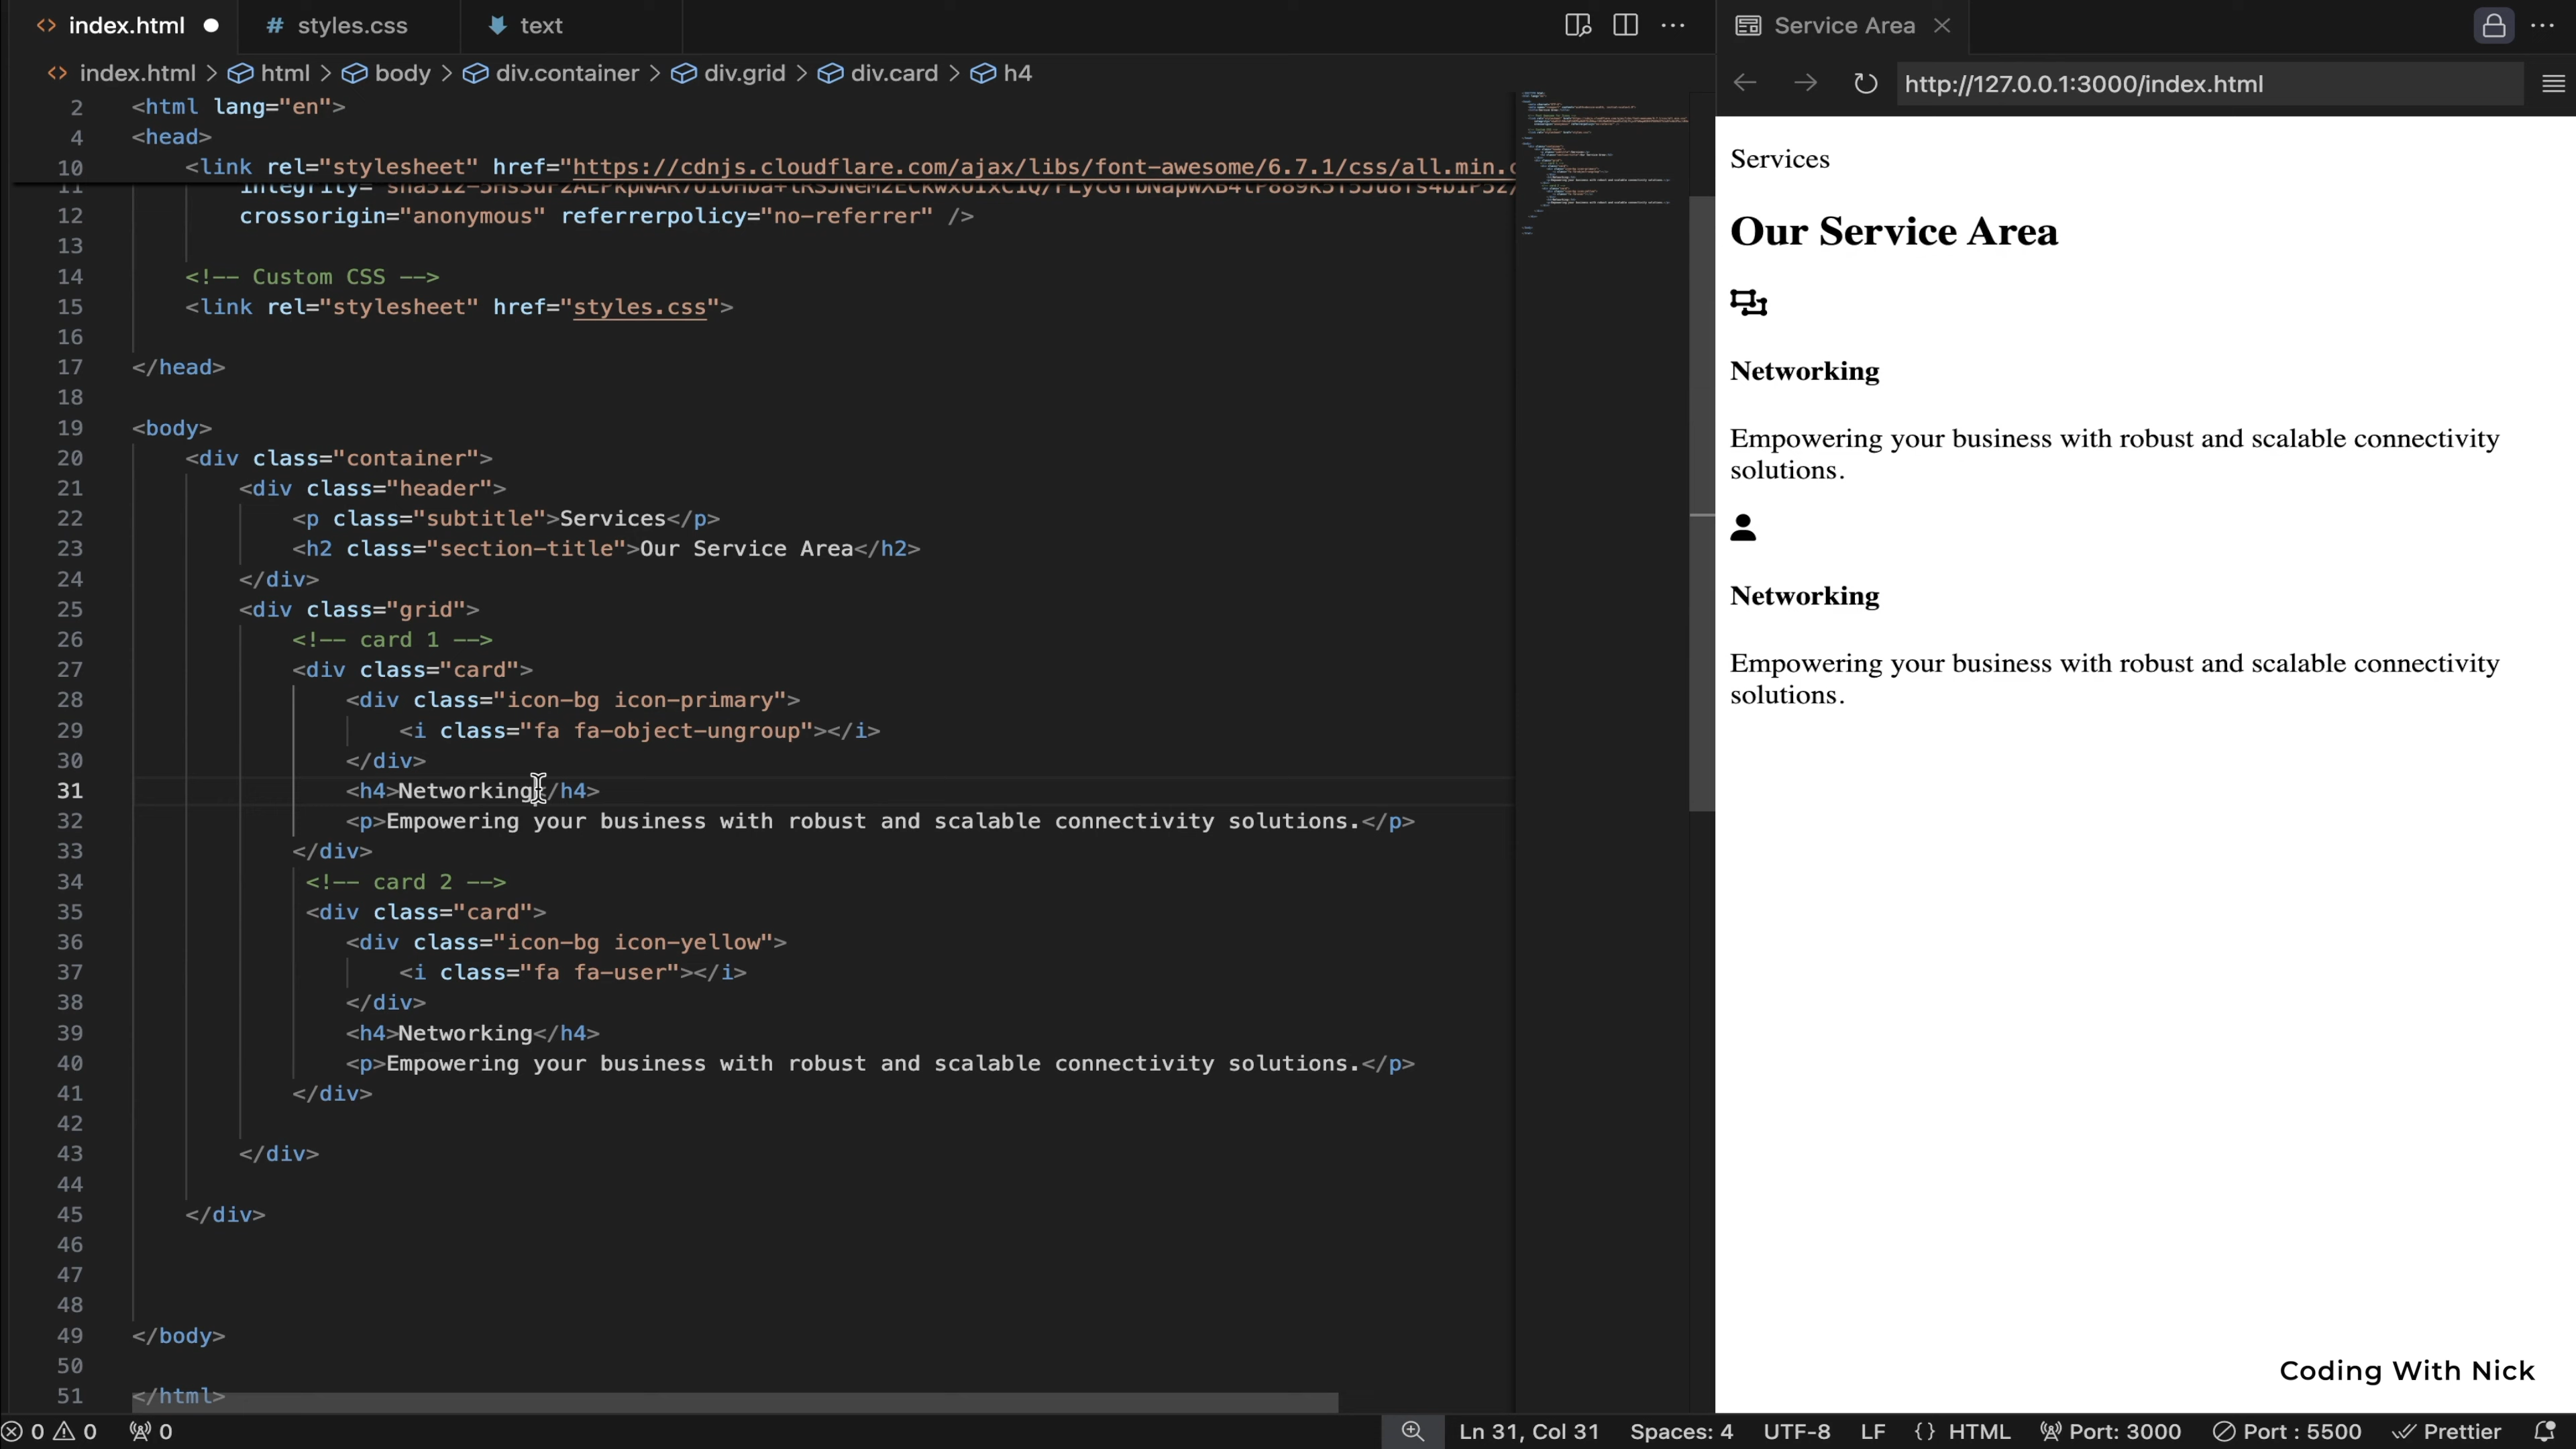 index.html
styles.css
text
Service Area
index.html > html > body > div.container > div.grid > div.card > h4
http://127.0.0.1:3000/index.html
2 <html lang="en">
4 <head>
10 <link rel="stylesheet" href="https://cdnjs.cloudflare.com/ajax/libs/font-awesome/6.7.1/css/all.min.c
11
12 crossorigin="anonymous" referrerpolicy="no-referrer" />
13
14 <!-- Custom CSS -->
15 <link rel="stylesheet" href="styles.css">
16
17 </head>
18
19 <body>
20 <div class="container">
21 <div class="header">
22 <p class="subtitle">Services</p>
23 <h2 class="section-title">Our Service Area</h2>
24 </div>
25 <div class="grid">
26 <!-- card 1 -->
27 <div class="card">
28 <div class="icon-bg icon-primary">
29 <i class="fa fa-object-ungroup"></i>
30 </div>
31 <h4>Networking</h4>
32 <p>Empowering your business with robust and scalable connectivity solutions.</p>
33 </div>
34 <!-- card 2 -->
35 <div class="card">
36 <div class="icon-bg icon-yellow">
37 <i class="fa fa-user"></i>
38 </div>
39 <h4>Networking</h4>
40 <p>Empowering your business with robust and scalable connectivity solutions.</p>
41 </div>
42
43 </div>
44
45 </div>
46
47
48
49 </body>
50
51 </html>
Services
Our Service Area
Networking
Empowering your business with robust and scalable connectivity
solutions.
Networking
Empowering your business with robust and scalable connectivity
solutions.
Coding With Nick
0 0 0 Ln 31, Col 31 Spaces: 4 UTF-8 LF {} HTML Port: 3000 Port : 5500 Prettier